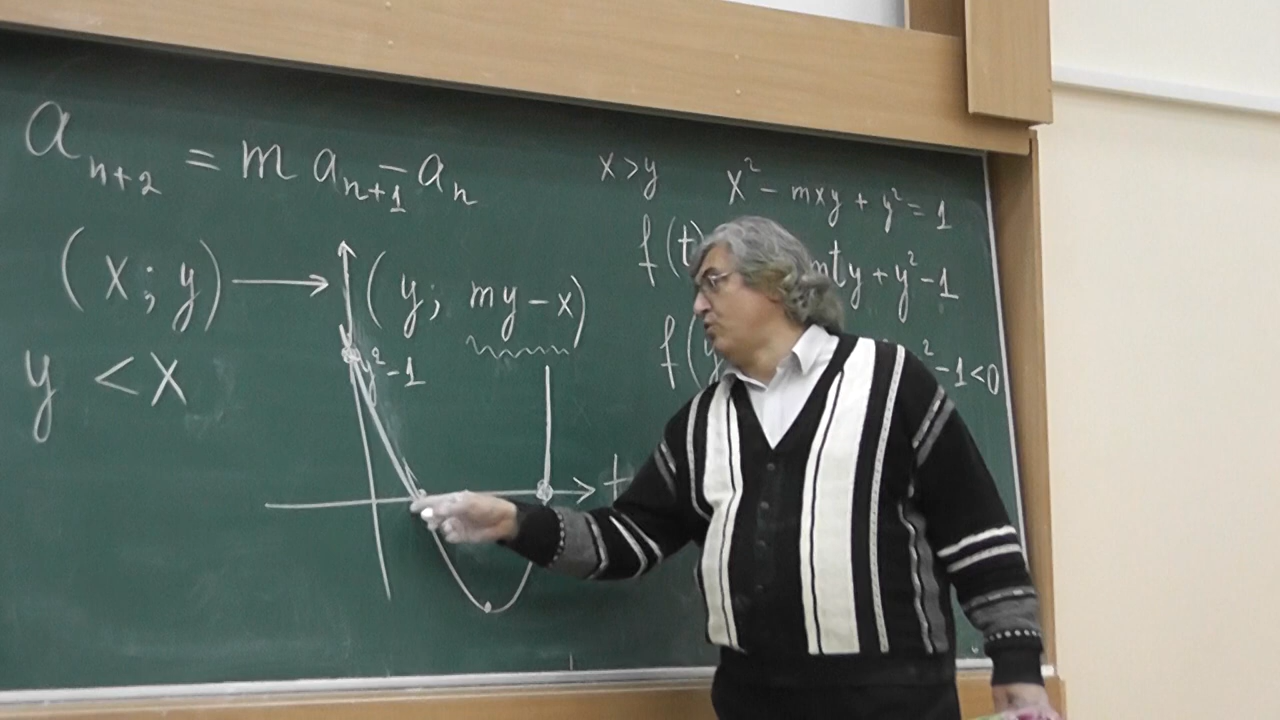 a_{n+2} = m a_{n+1} - a_n
(x; y) → (y; my - x)
y < x
y² - 1
t
x > y
x² - mxy + y² = 1
f(t) mty + y² - 1
f(y ² - 1 < 0